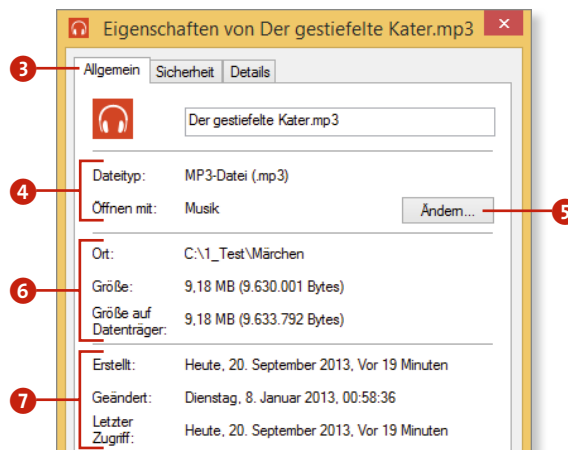 Eigenschaften von Der gestiefelte Kater.mp3
3
Allgemein Sicherheit Details
Der gestiefelte Kater.mp3
4
Dateityp: MP3-Datei (.mp3)
Öffnen mit: Musik Ändern... 5
6
Ort: C:\1_Test\Märchen
Größe: 9,18 MB (9.630.001 Bytes)
Größe auf
Datenträger: 9,18 MB (9.633.792 Bytes)
7
Erstellt: Heute, 20. September 2013, Vor 19 Minuten
Geändert: Dienstag, 8. Januar 2013, 00:58:36
Letzter
Zugriff: Heute, 20. September 2013, Vor 19 Minuten